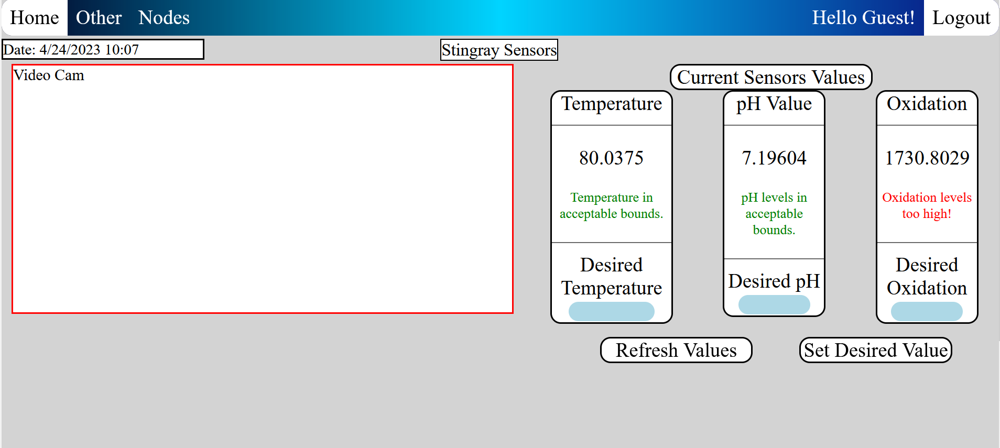 Home Other Nodes Hello Guest! Logout
Date: 4/24/2023 10:07
Stingray Sensors
Video Cam
Current Sensors Values
Temperature
80.0375
Temperature in
acceptable bounds.
Desired
Temperature
pH Value
7.19604
pH levels in
acceptable
bounds.
Desired pH
Oxidation
1730.8029
Oxidation levels
too high!
Desired
Oxidation
Refresh Values
Set Desired Value